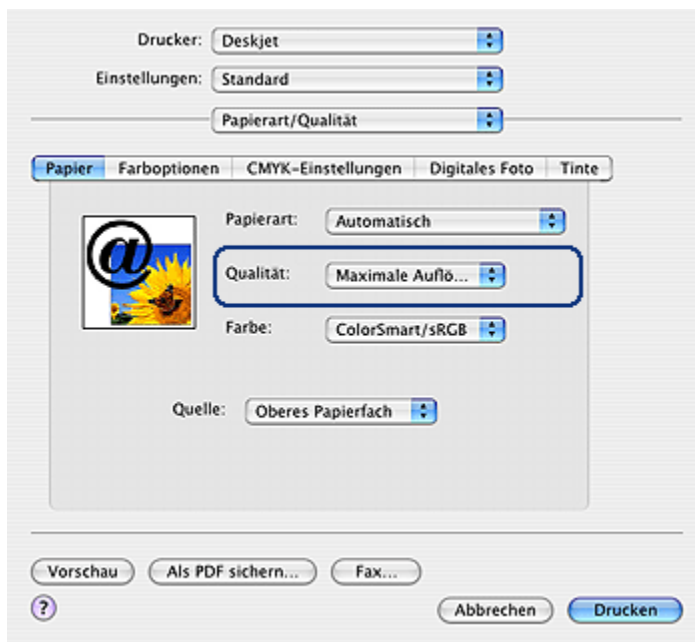 Drucker: Deskjet
Einstellungen: Standard
Papierart/Qualität
Papier Farboptionen CMYK-Einstellungen Digitales Foto Tinte
@
Papierart: Automatisch
Qualität: Maximale Auflö...
Farbe: ColorSmart/sRGB
Quelle: Oberes Papierfach
Vorschau Als PDF sichern... Fax...
? Abbrechen Drucken